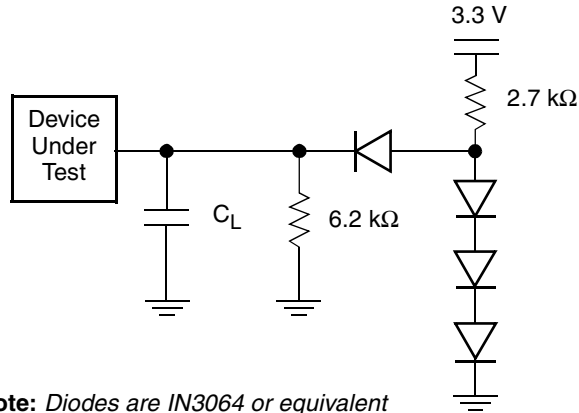 3.3 V
2.7 kΩ
Device
Under
Test
C_L
6.2 kΩ
ote: Diodes are IN3064 or equivalent